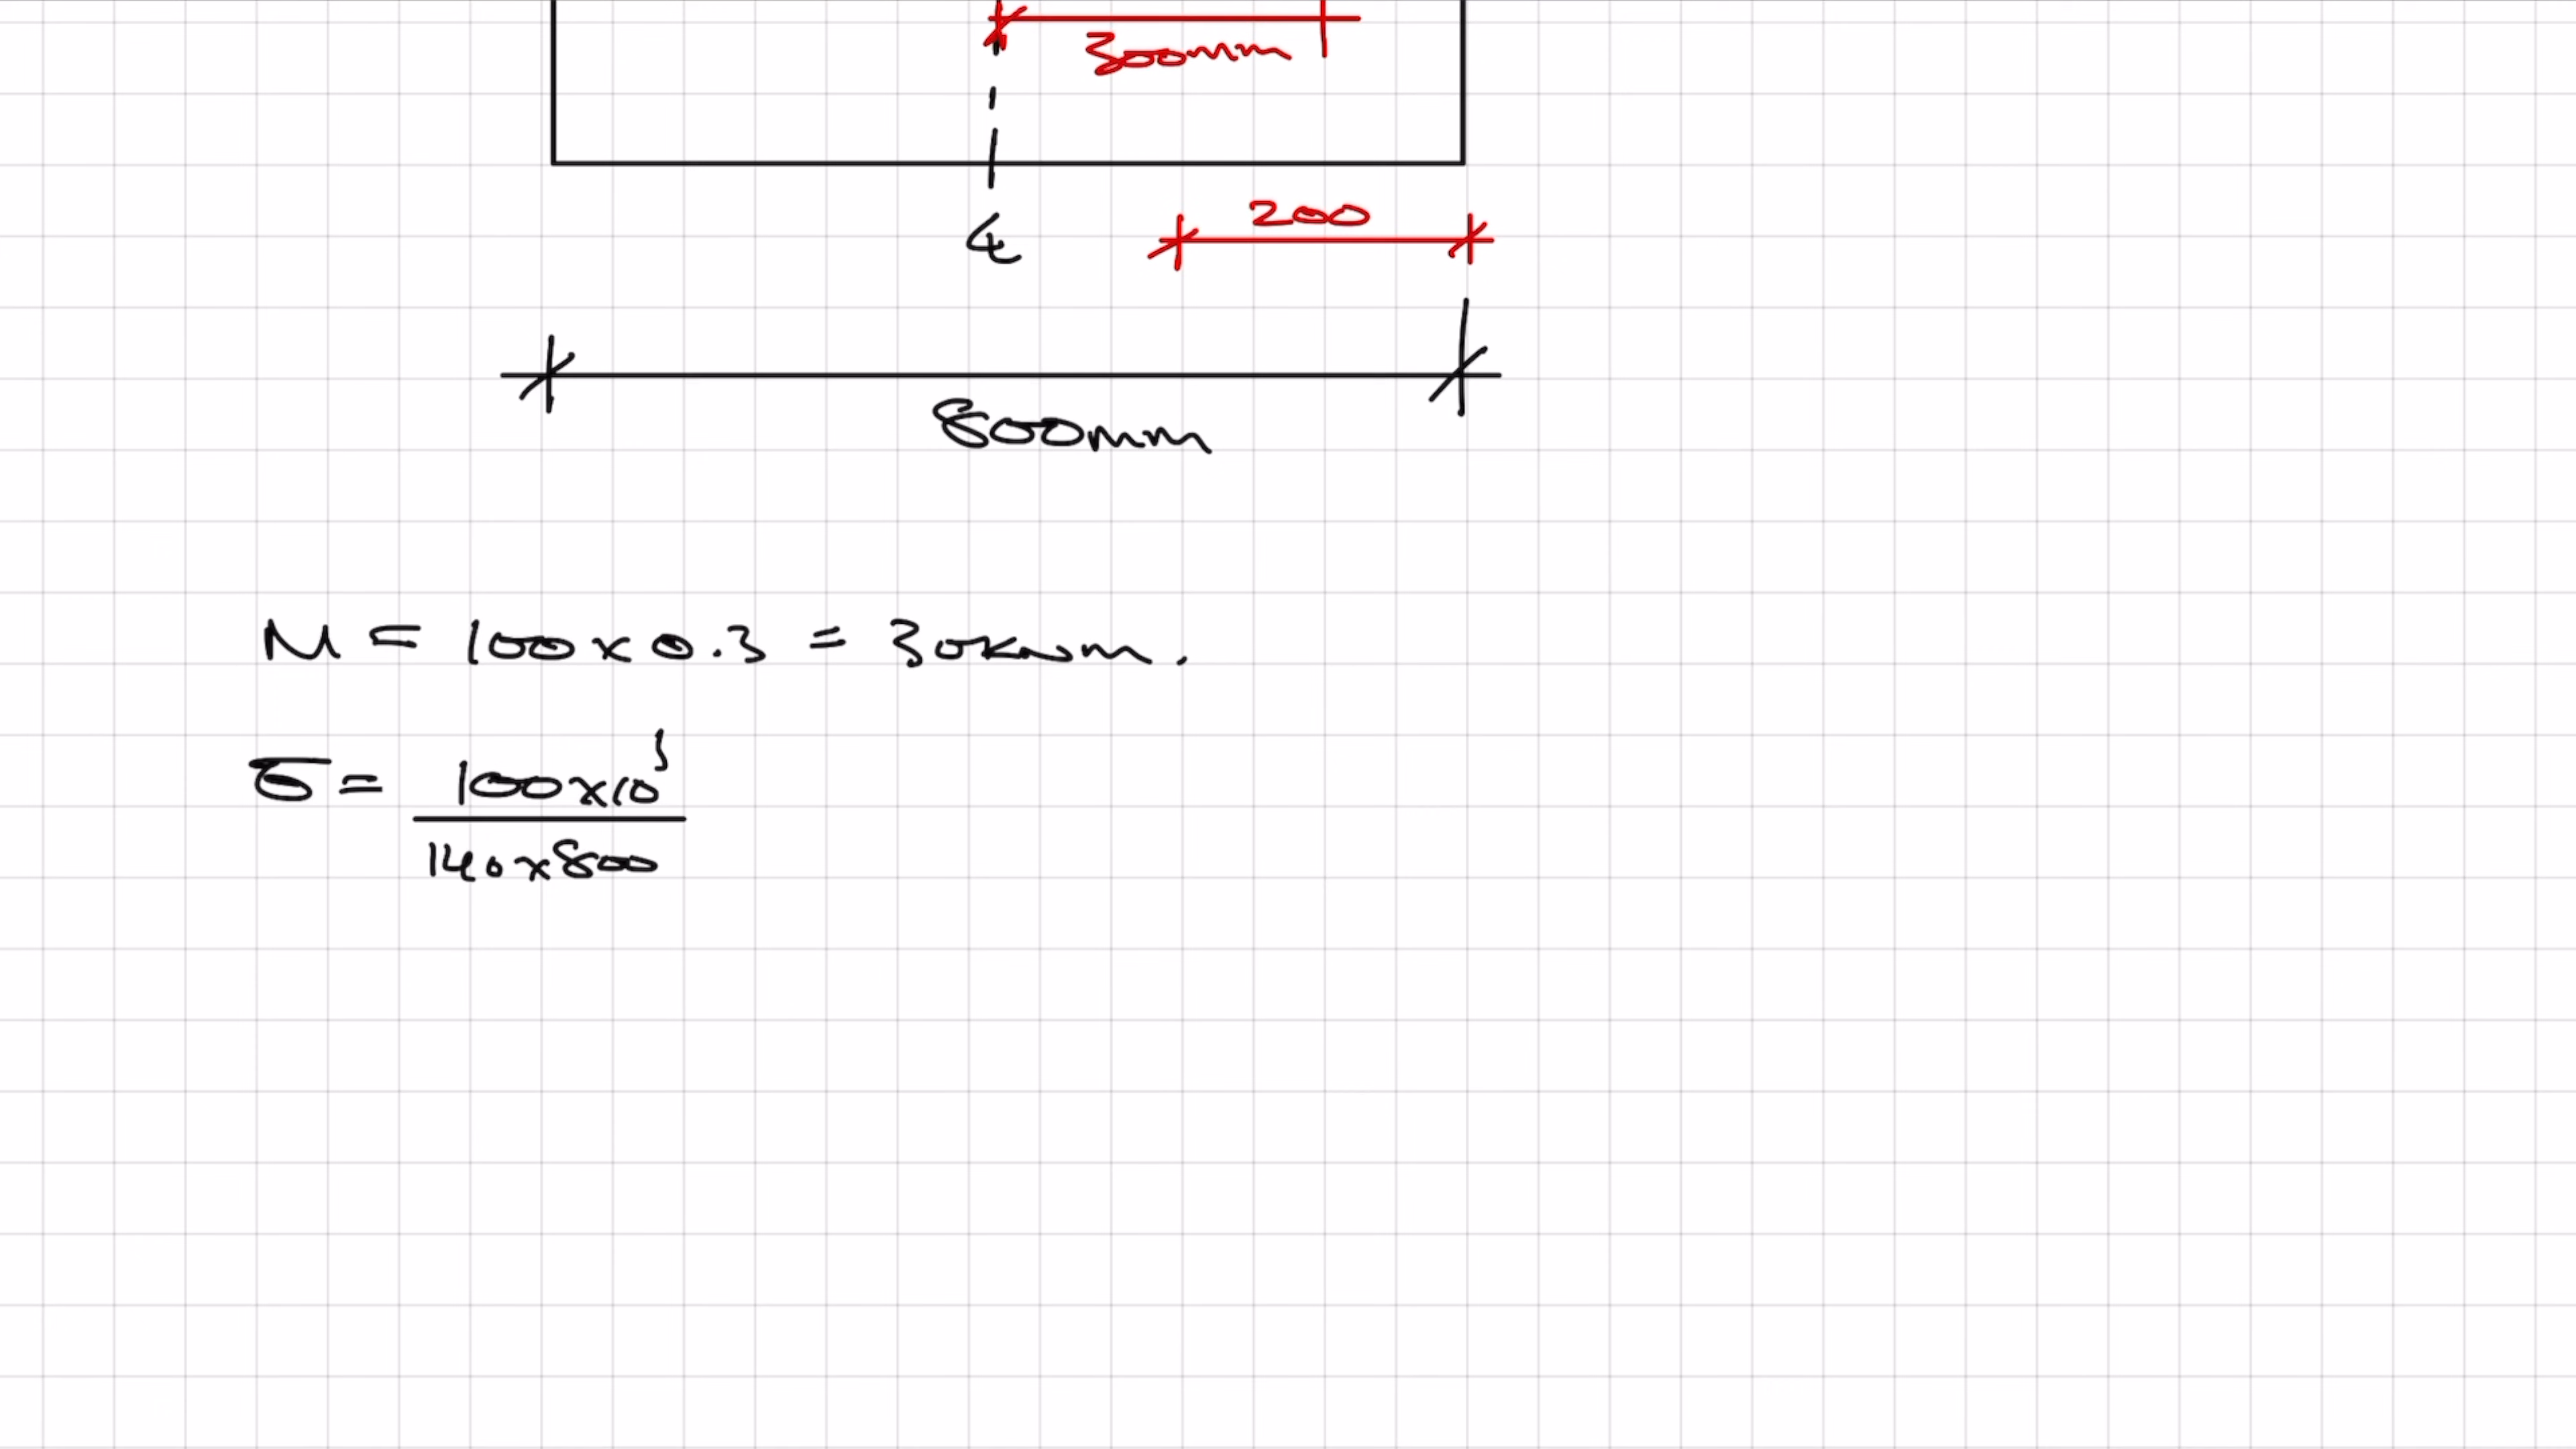 300mm
℄
200
800mm
M = 100 x 0.3 = 30kNm.
σ = 100x10³
140x800